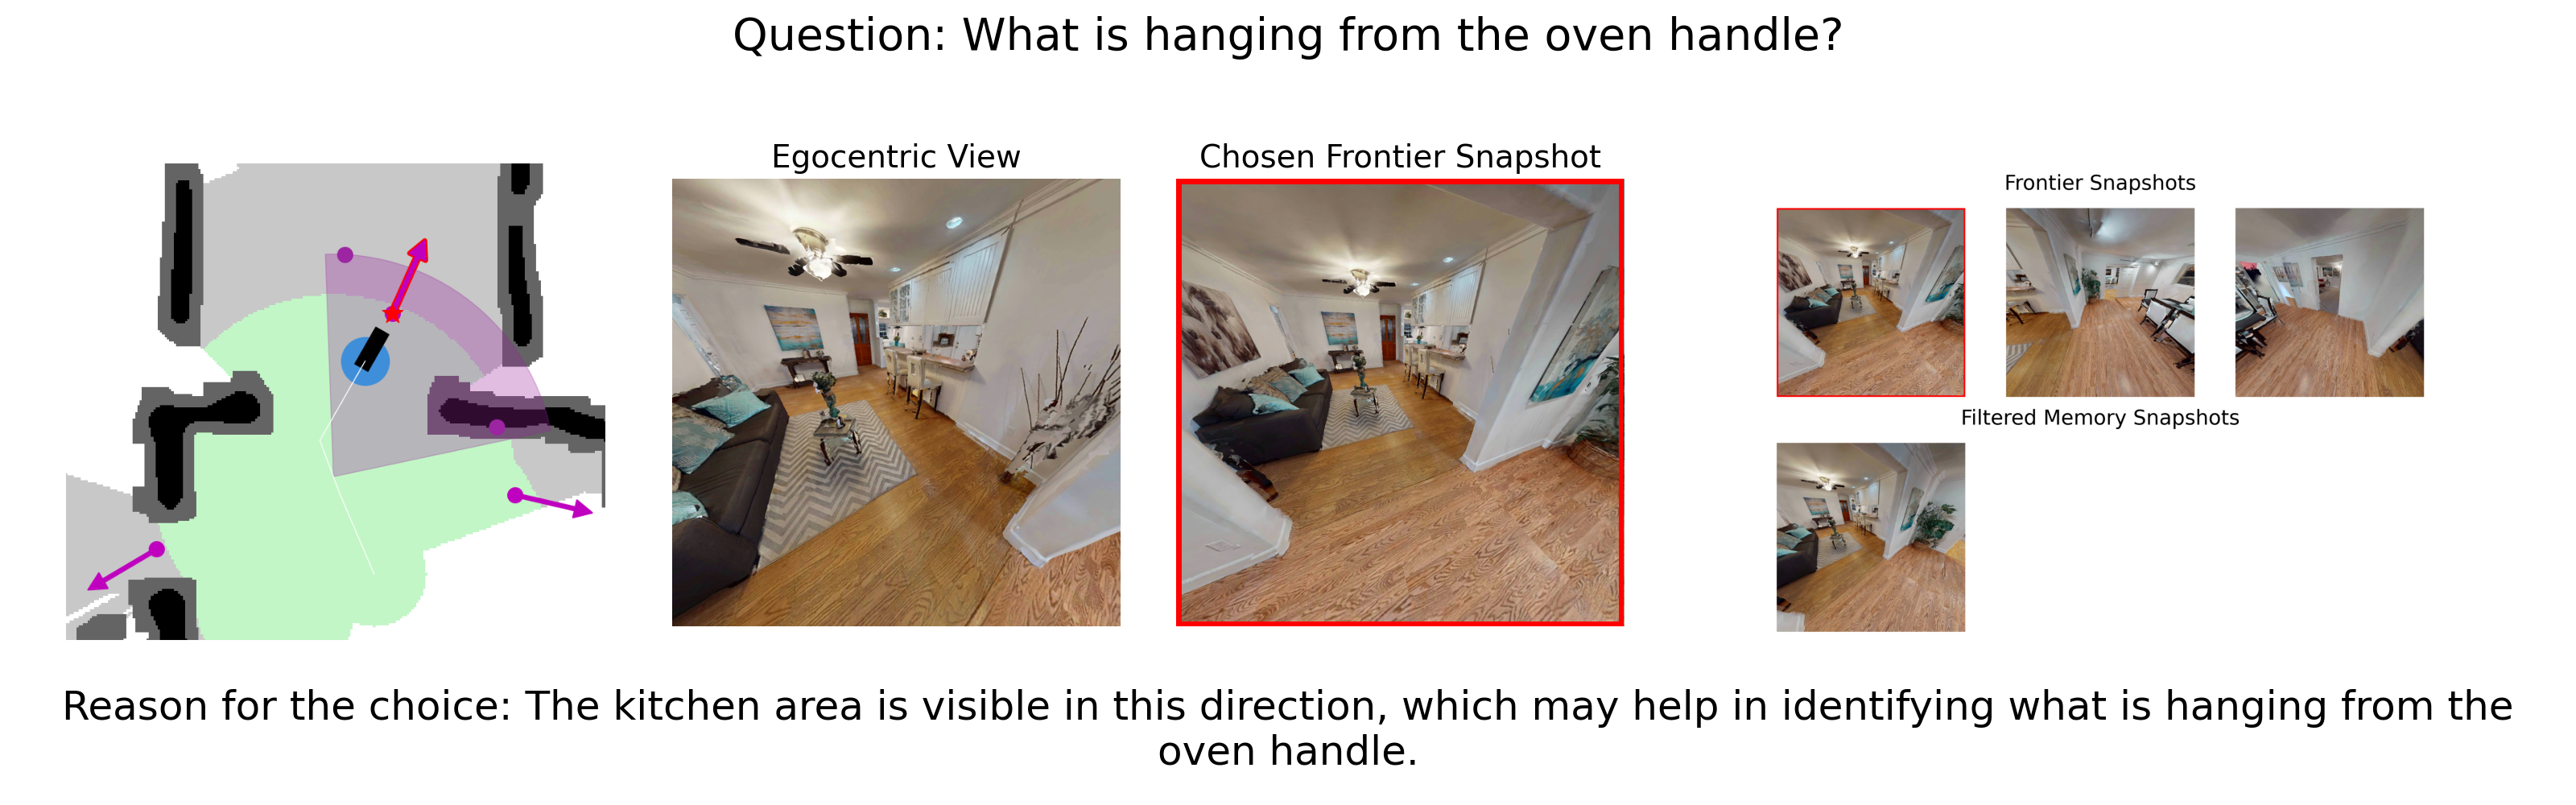 Question: What is hanging from the oven handle?
Egocentric View
Chosen Frontier Snapshot
Frontier Snapshots
Filtered Memory Snapshots
Reason for the choice: The kitchen area is visible in this direction, which may help in identifying what is hanging from the
oven handle.